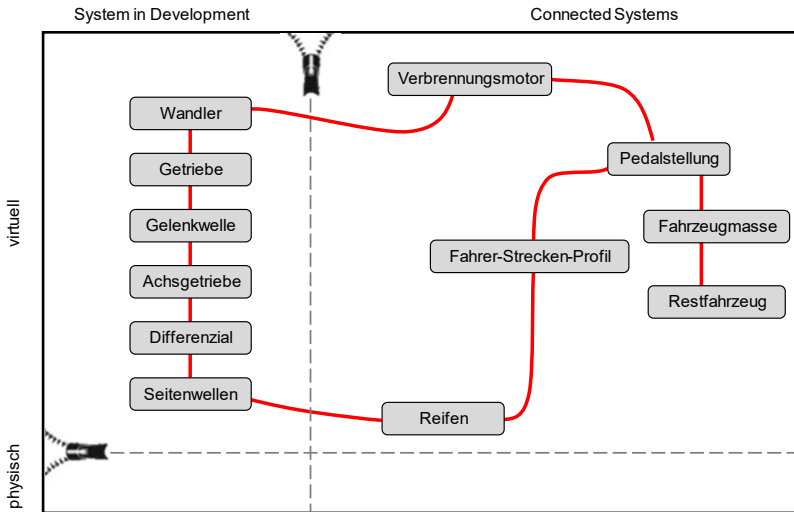 System in Development
Connected Systems
virtuell
physisch
Wandler
Getriebe
Gelenkwelle
Achsgetriebe
Differenzial
Seitenwellen
Verbrennungsmotor
Pedalstellung
Fahrzeugmasse
Fahrer-Strecken-Profil
Restfahrzeug
Reifen